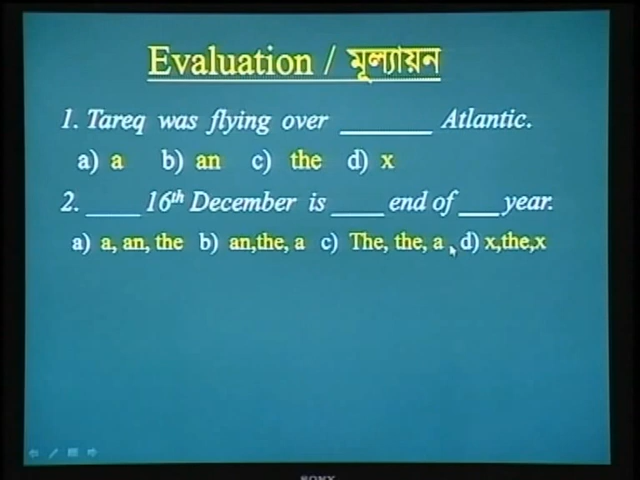 Evaluation / মূল্যায়ন
1. Tareq was flying over _______ Atlantic.
a) a b) an c) the d) x
2. ____ 16th December is ____ end of ___ year.
a) a, an, the b) an,the, a c) The, the, a d) x,the,x
SONY